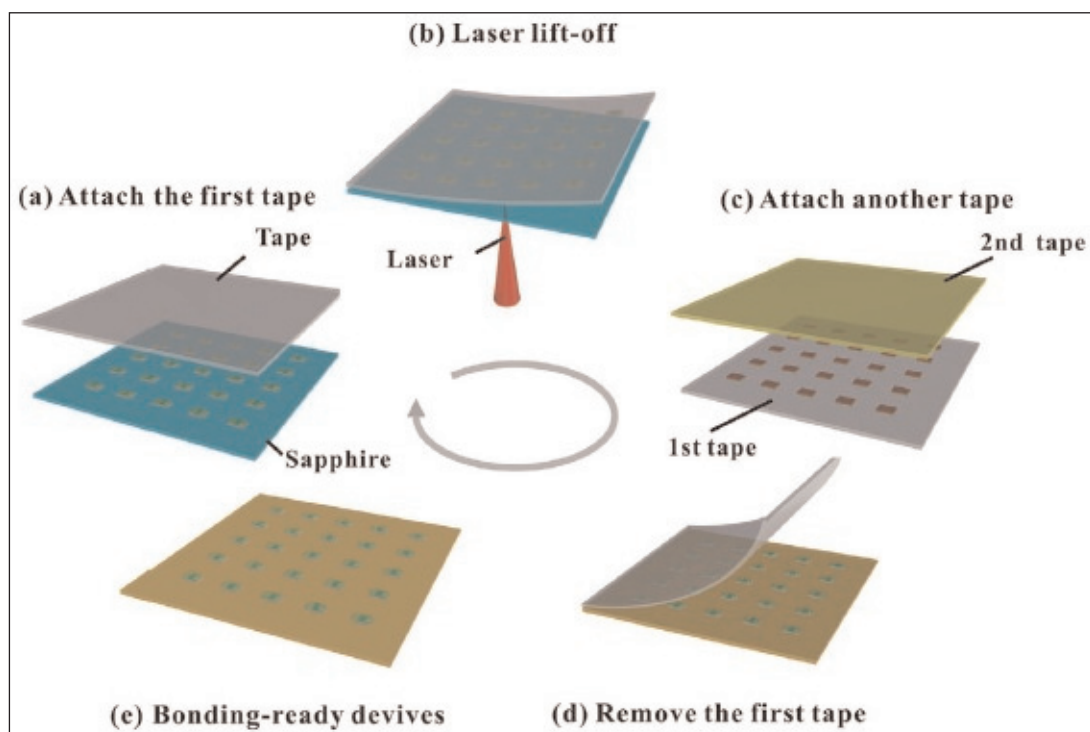 (b) Laser lift-off
(a) Attach the first tape
Tape
Laser
Sapphire
(c) Attach another tape
2nd tape
1st tape
(e) Bonding-ready devives
(d) Remove the first tape